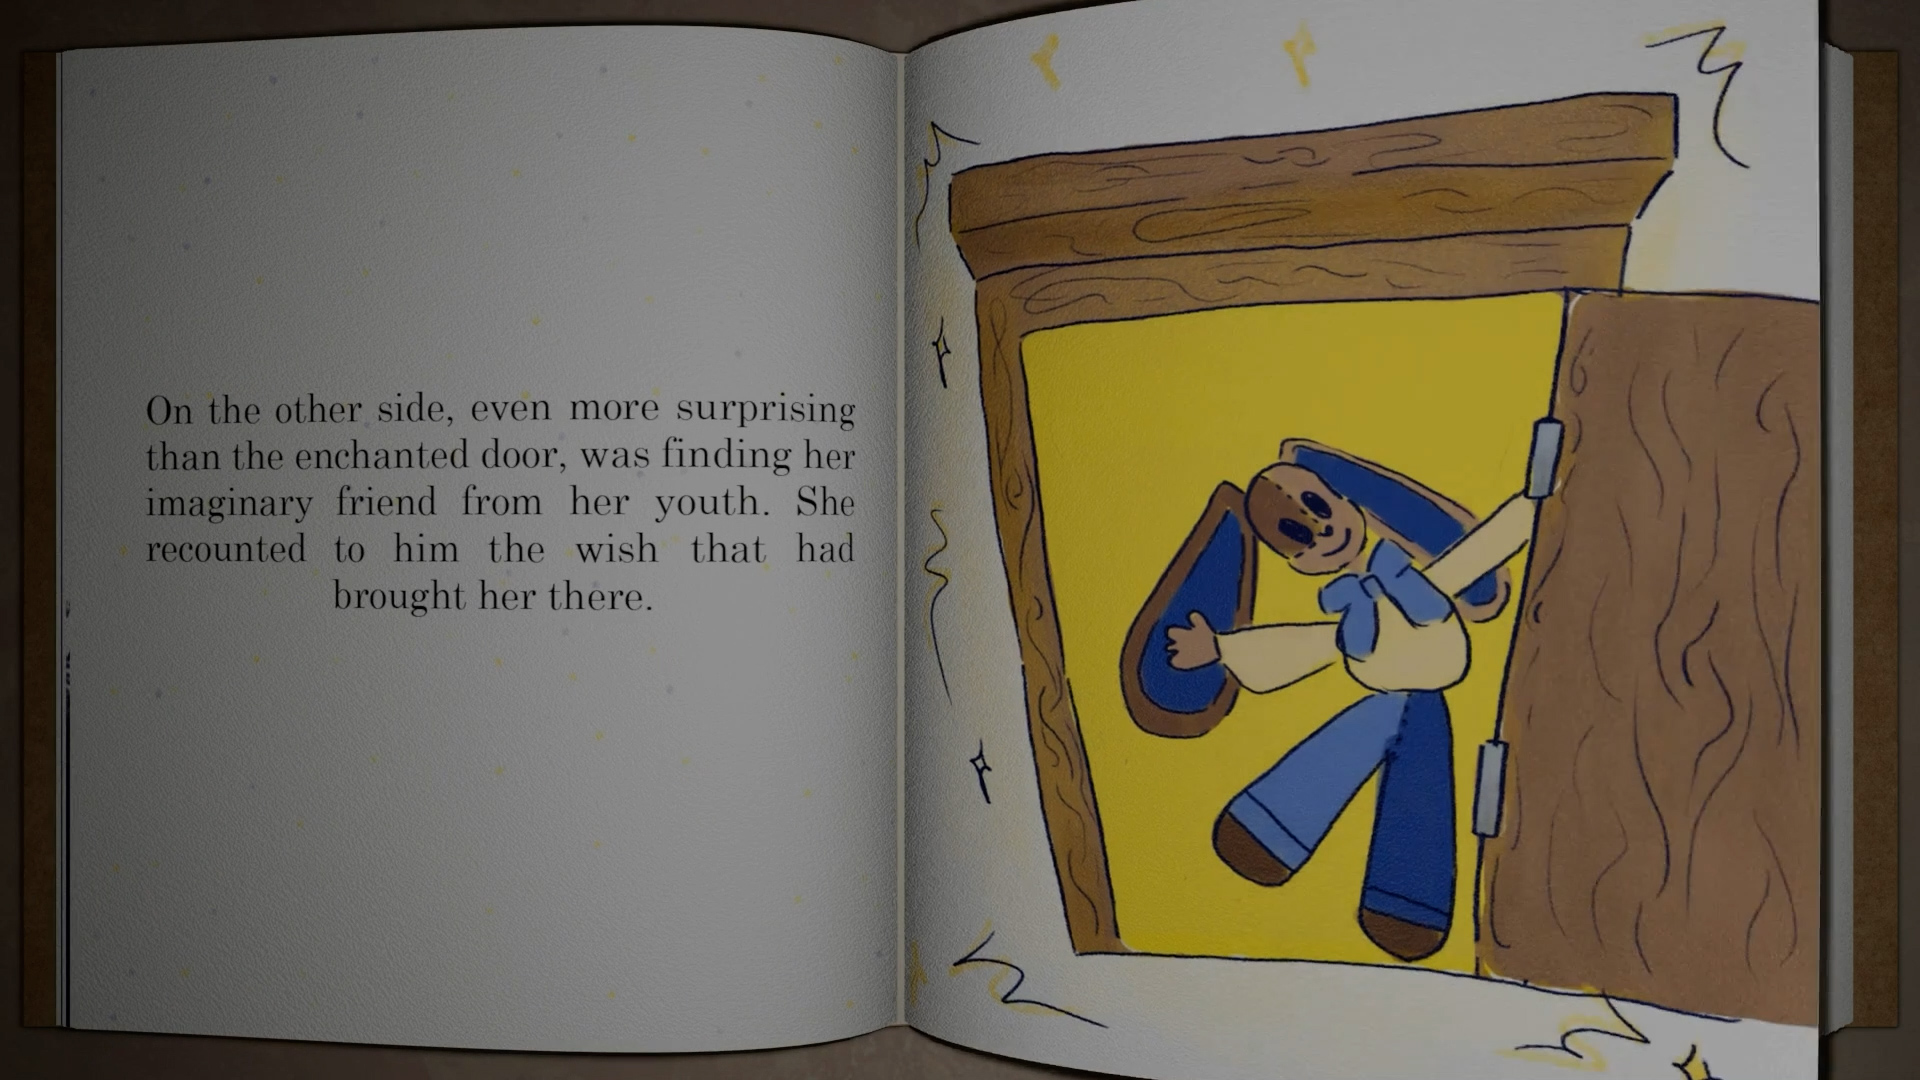 On the other side, even more surprising
than the enchanted door, was finding her
imaginary friend from her youth. She
recounted to him the wish that had
brought her there.